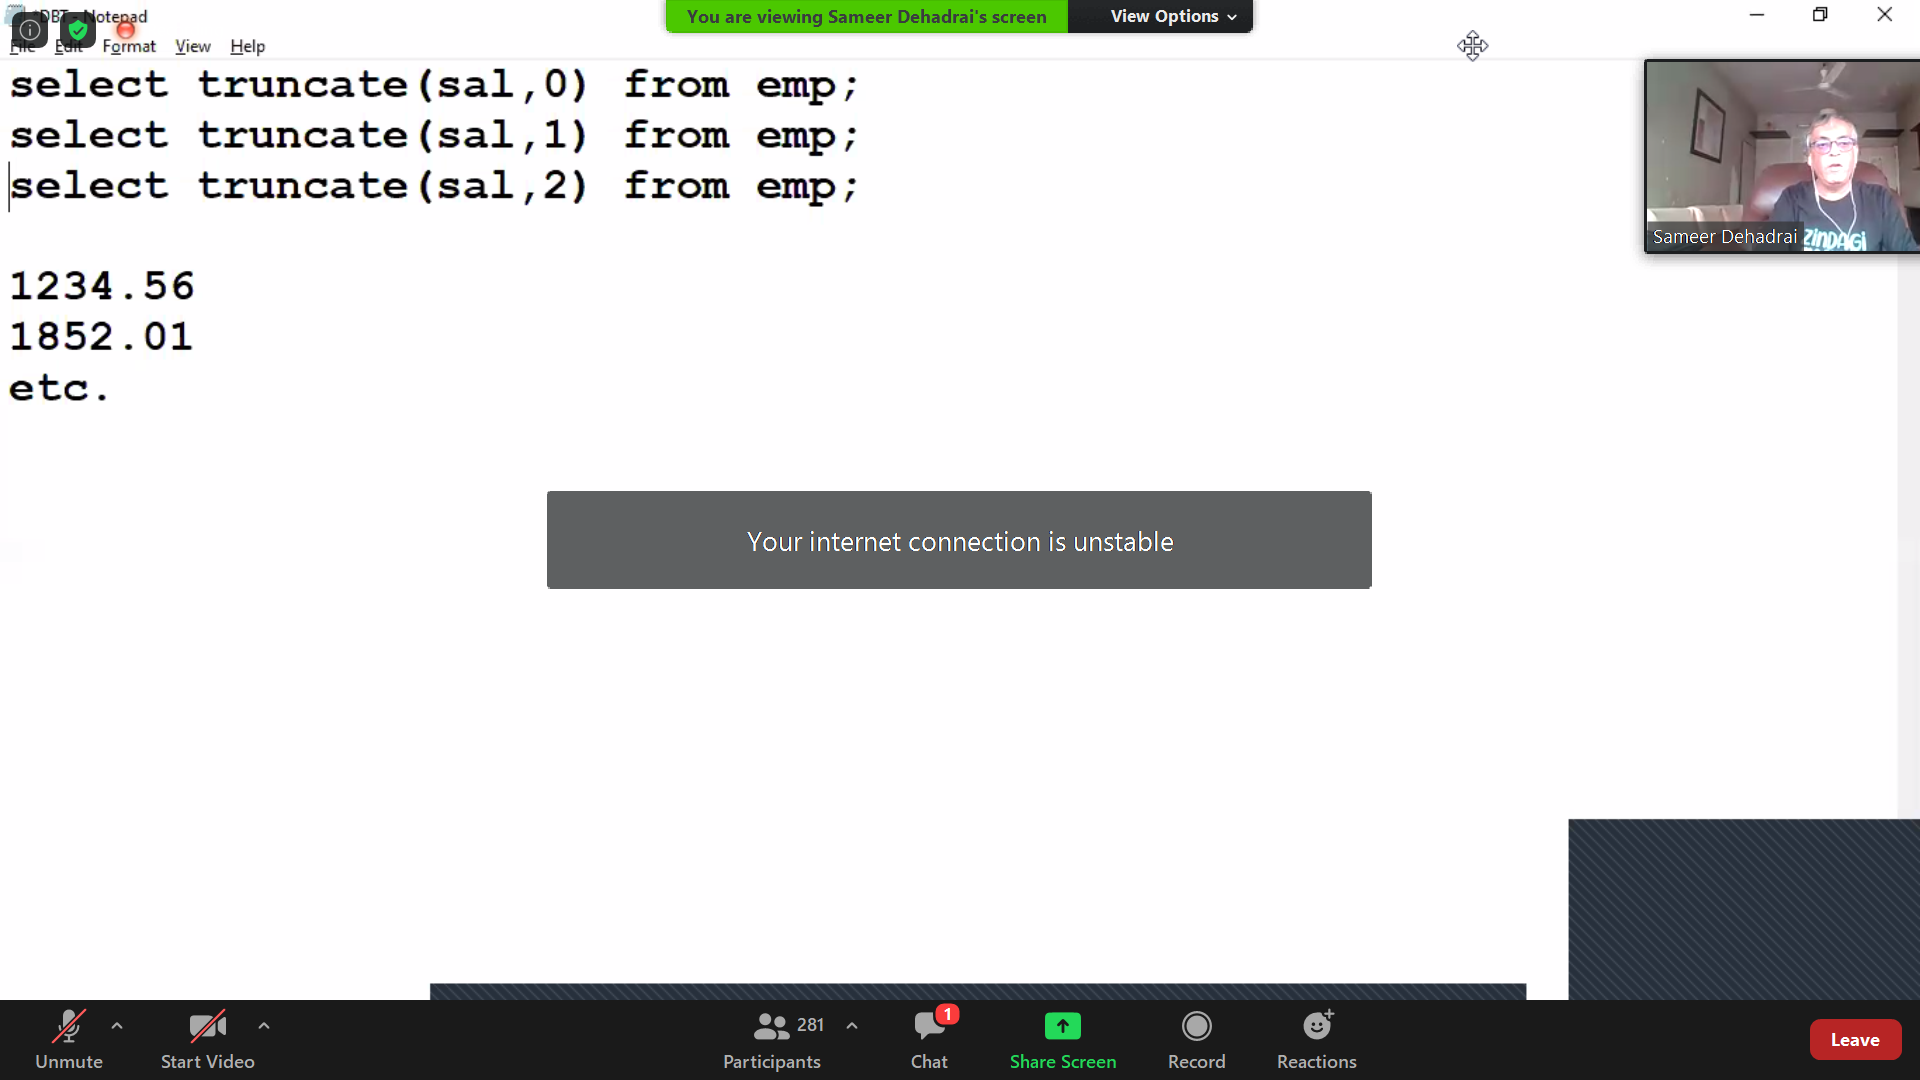 *DBT - Notepad
You are viewing Sameer Dehadrai's screen View Options
File Edit Format View Help
select truncate(sal,0) from emp;
select truncate(sal,1) from emp;
select truncate(sal,2) from emp;
1234.56
1852.01
etc.
Sameer Dehadrai
ZiNDAGi
Your internet connection is unstable
281
1
Unmute Start Video Participants Chat Share Screen Record Reactions Leave